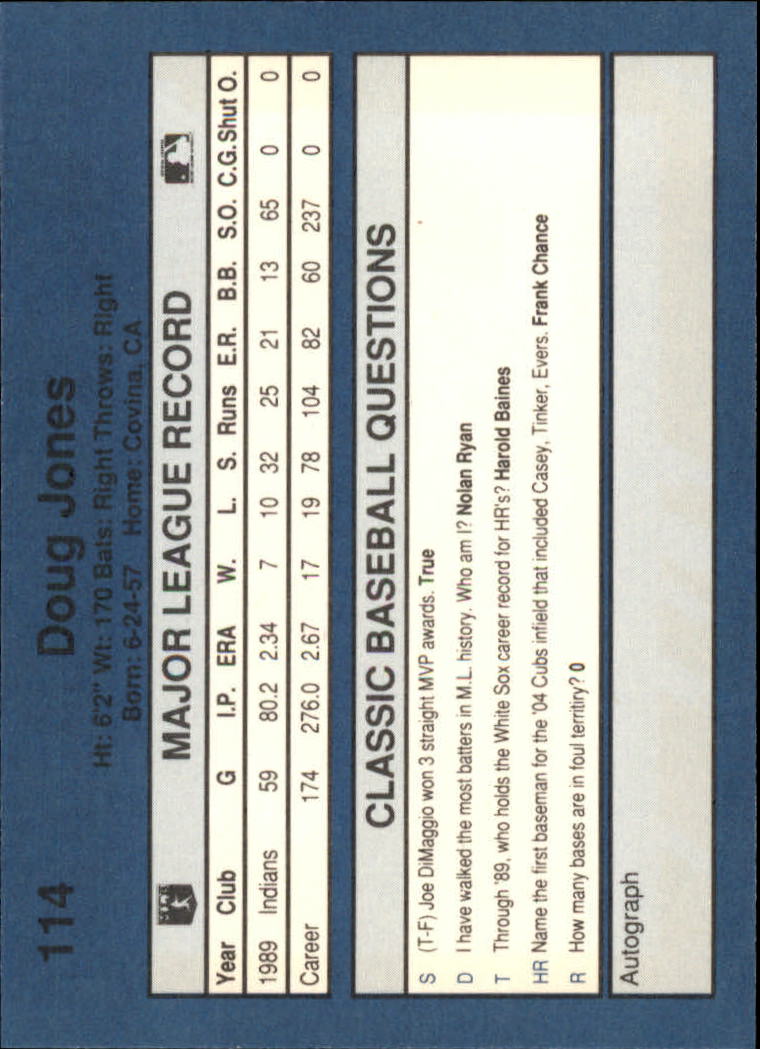 114 Doug Jones
Ht: 6'2" Wt: 170 Bats: Right Throws: Right
Born: 6-24-57 Home: Covina, CA
MAJOR LEAGUE RECORD
Year Club G I.P. ERA W. L. S. Runs E.R. B.B. S.O. C.G. Shut O.
1989 Indians 59 80.2 2.34 7 10 32 25 21 13 65 0 0
Career 174 276.0 2.67 17 19 78 104 82 60 237 0 0
CLASSIC BASEBALL QUESTIONS
S (T-F) Joe DiMaggio won 3 straight MVP awards. True
D I have walked the most batters in M.L. history. Who am I? Nolan Ryan
T Through '89, who holds the White Sox career record for HR's? Harold Baines
HR Name the first baseman for the '04 Cubs infield that included Casey, Tinker, Evers. Frank Chance
R How many bases are in foul territiry? 0
Autograph